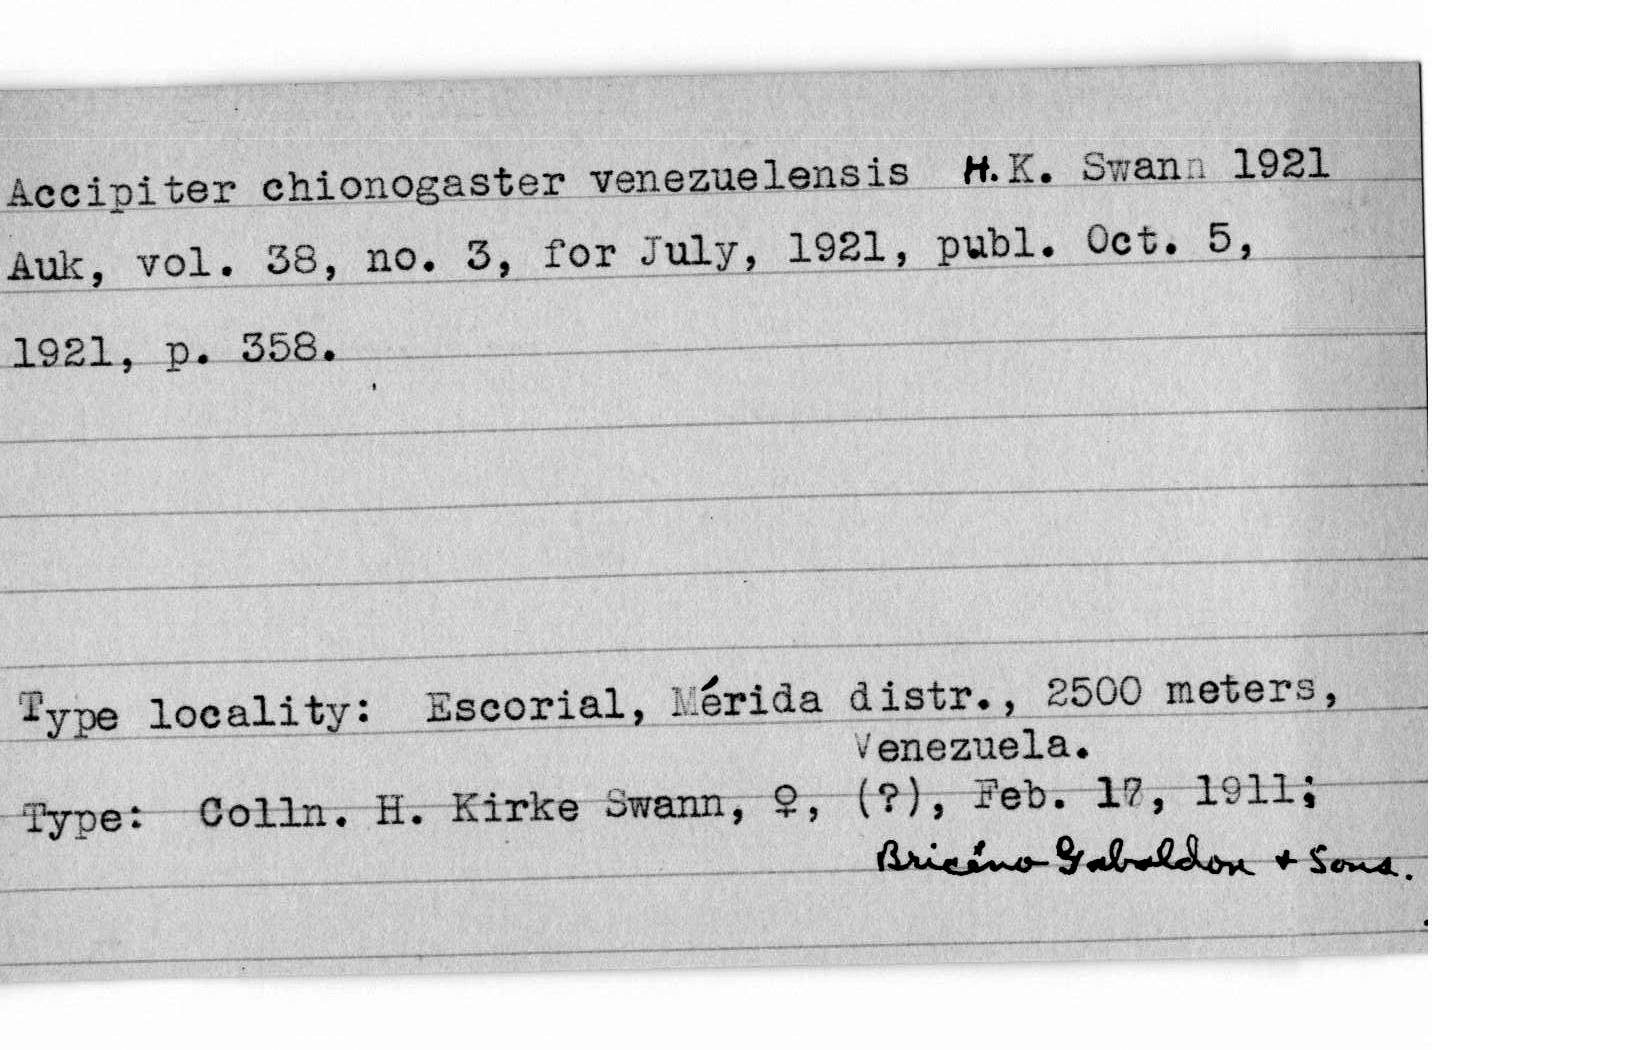 Accipiter chionogaster venezuelensis H.K. Swann 1921
Auk, vol. 38, no. 3, for July, 1921, publ. Oct. 5,
1921, p. 358.
Type locality: Escorial, Mérida distr., 2500 meters,
Venezuela.
Type: Colln. H. Kirke Swann, ♀, (?), Feb. 17, 1911;
Bricéno Gabaldon + Sons.